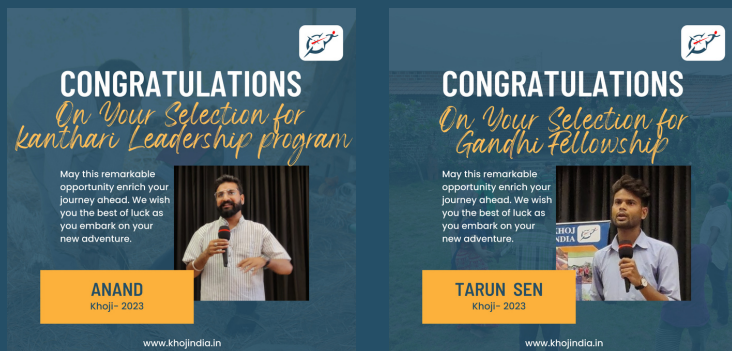 CONGRATULATIONS
On Your Selection for
kanthari Leadership program
May this remarkable
opportunity enrich your
journey ahead. We wish
you the best of luck as
you embark on your
new adventure.
ANAND
Khoji- 2023
www.khojindia.in
CONGRATULATIONS
On Your Selection for
Gandhi Fellowship
May this remarkable
opportunity enrich your
journey ahead. We wish
you the best of luck as
you embark on your
new adventure.
KHOJ
INDIA
TARUN SEN
Khoji- 2023
www.khojindia.in